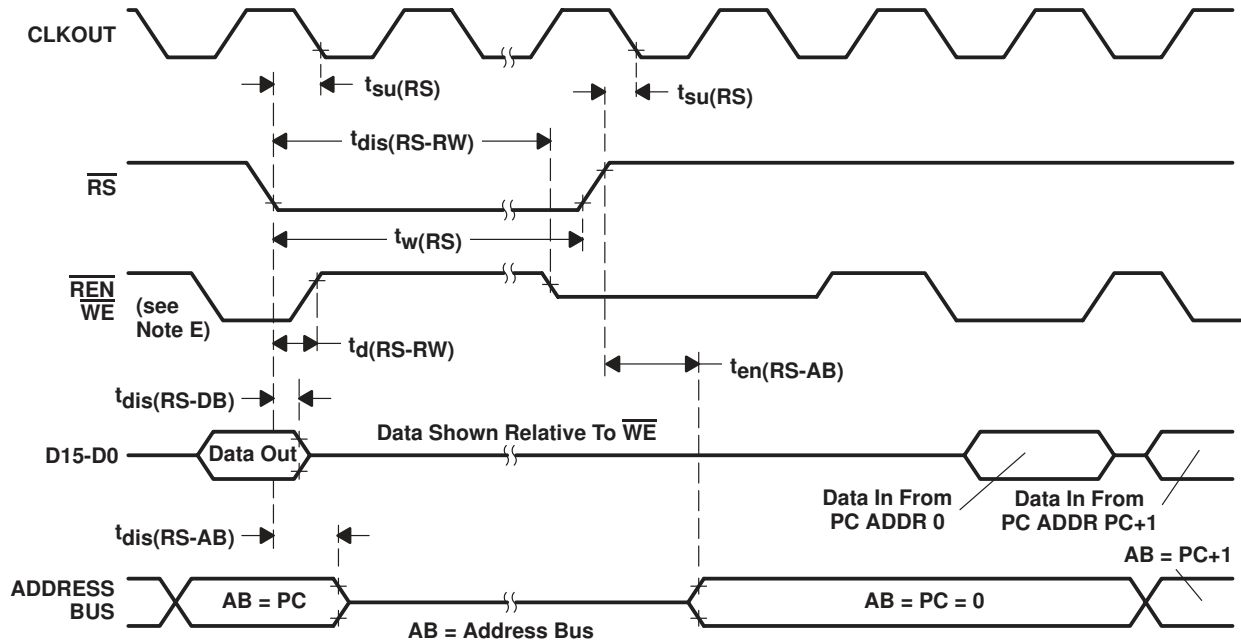 CLKOUT
tsu(RS)
tsu(RS)
tdis(RS-RW)
RS
tw(RS)
REN
WE
(see
Note E)
td(RS-RW)
ten(RS-AB)
tdis(RS-DB)
Data Shown Relative To WE
D15-D0
Data Out
Data In From
PC ADDR 0
Data In From
PC ADDR PC+1
tdis(RS-AB)
AB = PC+1
ADDRESS
BUS
AB = PC
AB = PC = 0
AB = Address Bus